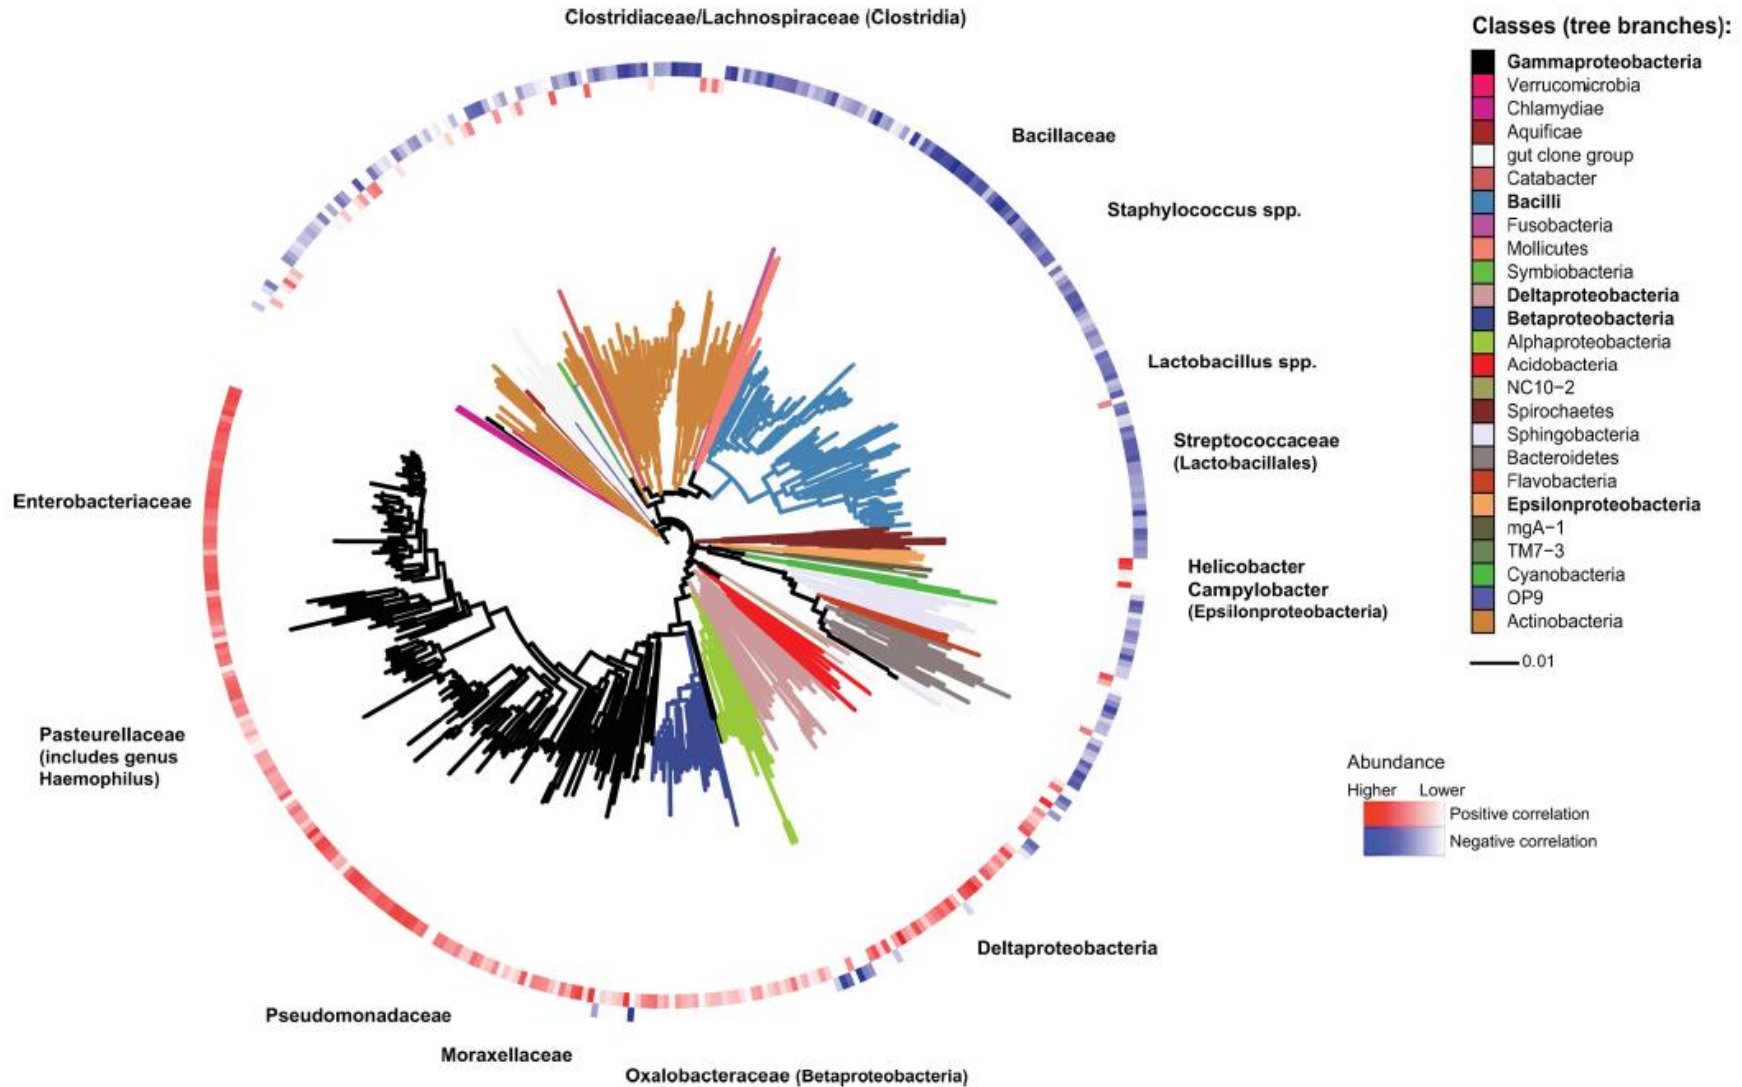 Clostridiaceae/Lachnospiraceae (Clostridia)
Bacillaceae
Staphylococcus spp.
Lactobacillus spp.
Streptococcaceae
(Lactobacillales)
Helicobacter
Campylobacter
(Epsilonproteobacteria)
Deltaproteobacteria
Oxalobacteraceae (Betaproteobacteria)
Moraxellaceae
Pseudomonadaceae
Pasteurellaceae
(includes genus
Haemophilus)
Enterobacteriaceae
Classes (tree branches):
Gammaproteobacteria
Verrucomicrobia
Chlamydiae
Aquificae
gut clone group
Catabacter
Bacilli
Fusobacteria
Mollicutes
Symbiobacteria
Deltaproteobacteria
Betaproteobacteria
Alphaproteobacteria
Acidobacteria
NC10−2
Spirochaetes
Sphingobacteria
Bacteroidetes
Flavobacteria
Epsilonproteobacteria
mgA−1
TM7−3
Cyanobacteria
OP9
Actinobacteria
0.01
Abundance
Higher Lower
Positive correlation
Negative correlation